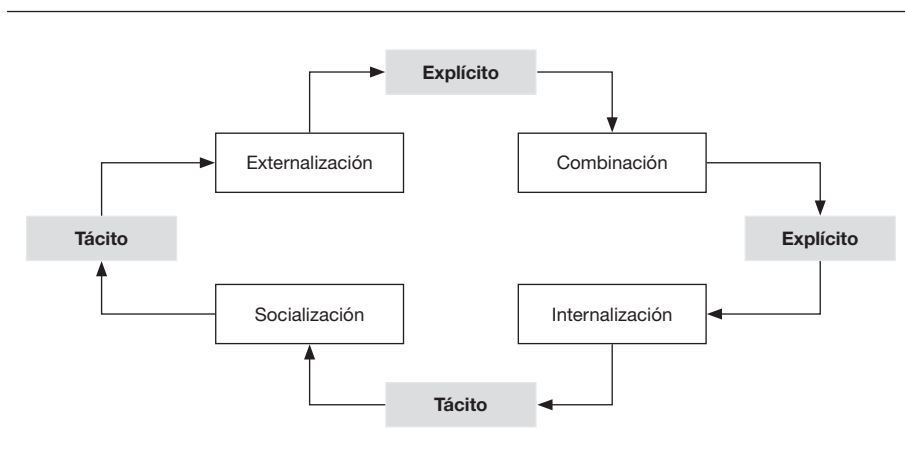 Explícito
Externalización
Combinación
Tácito
Explícito
Socialización
Internalización
Tácito